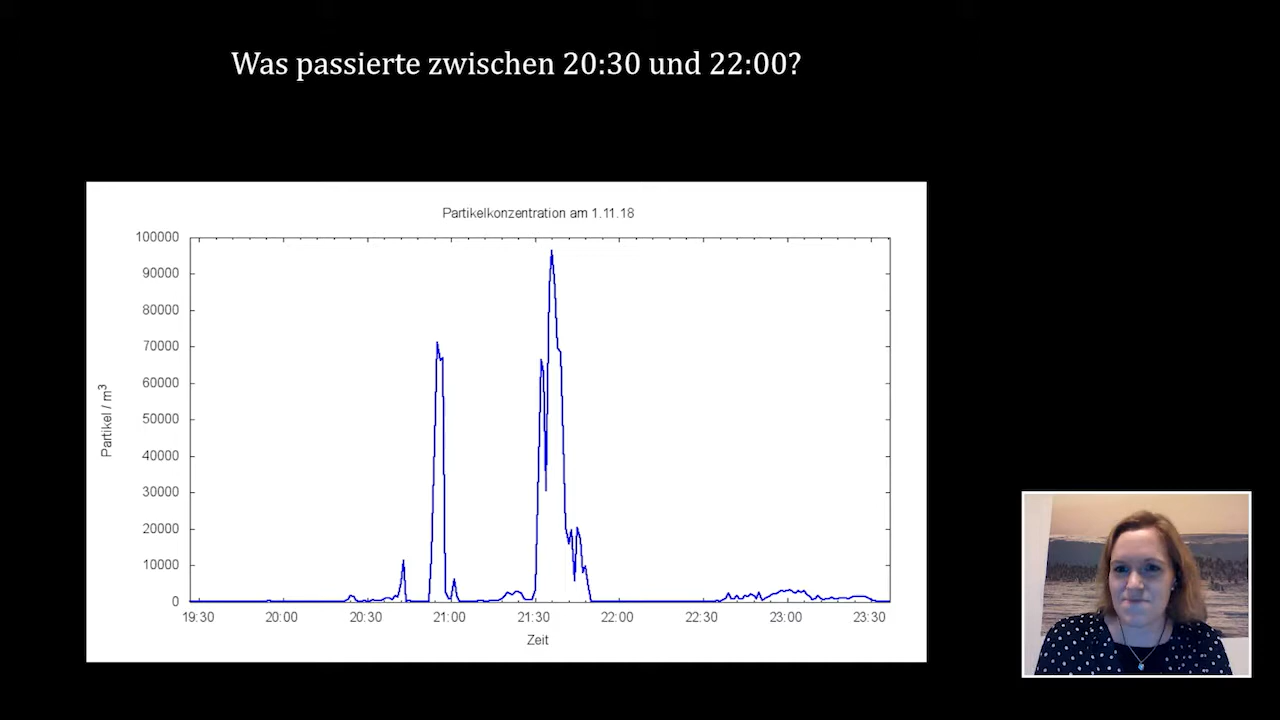 Was passierte zwischen 20:30 und 22:00?
Partikelkonzentration am 1.11.18
100000
90000
80000
70000
60000
50000
40000
30000
20000
10000
0
Partikel / m³
19:30 20:00 20:30 21:00 21:30 22:00 22:30 23:00 23:30
Zeit